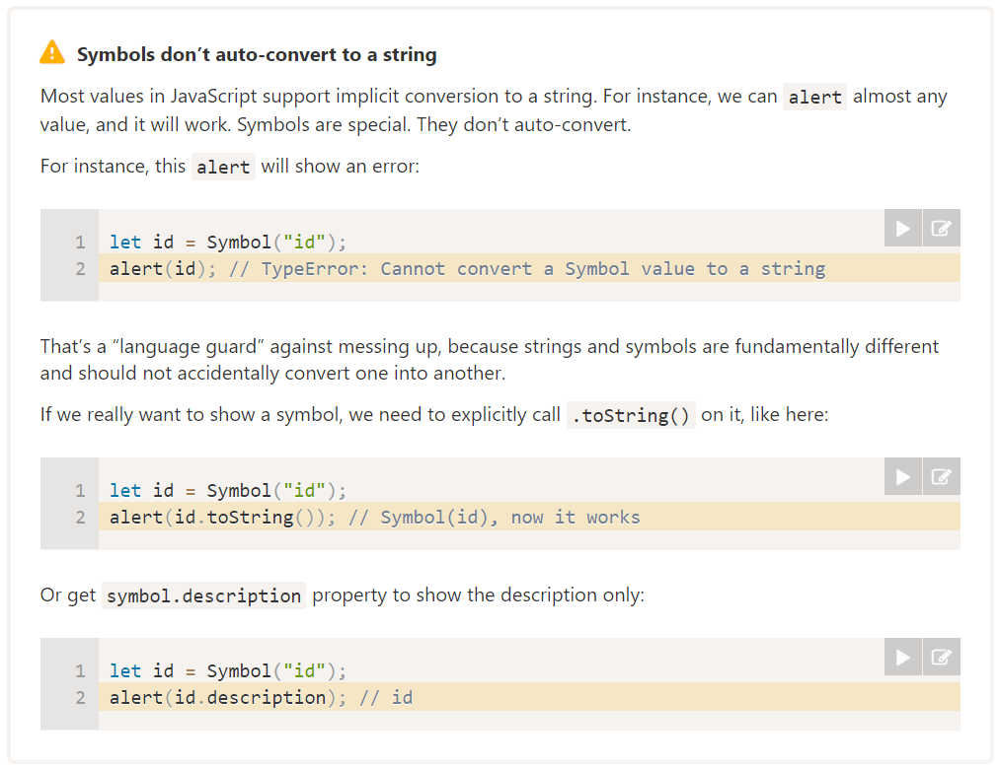 Symbols don’t auto-convert to a string
Most values in JavaScript support implicit conversion to a string. For instance, we can alert almost any
value, and it will work. Symbols are special. They don’t auto-convert.
For instance, this alert will show an error:
1 let id = Symbol("id");
2 alert(id); // TypeError: Cannot convert a Symbol value to a string
That’s a “language guard” against messing up, because strings and symbols are fundamentally different
and should not accidentally convert one into another.
If we really want to show a symbol, we need to explicitly call .toString() on it, like here:
1 let id = Symbol("id");
2 alert(id.toString()); // Symbol(id), now it works
Or get symbol.description property to show the description only:
1 let id = Symbol("id");
2 alert(id.description); // id